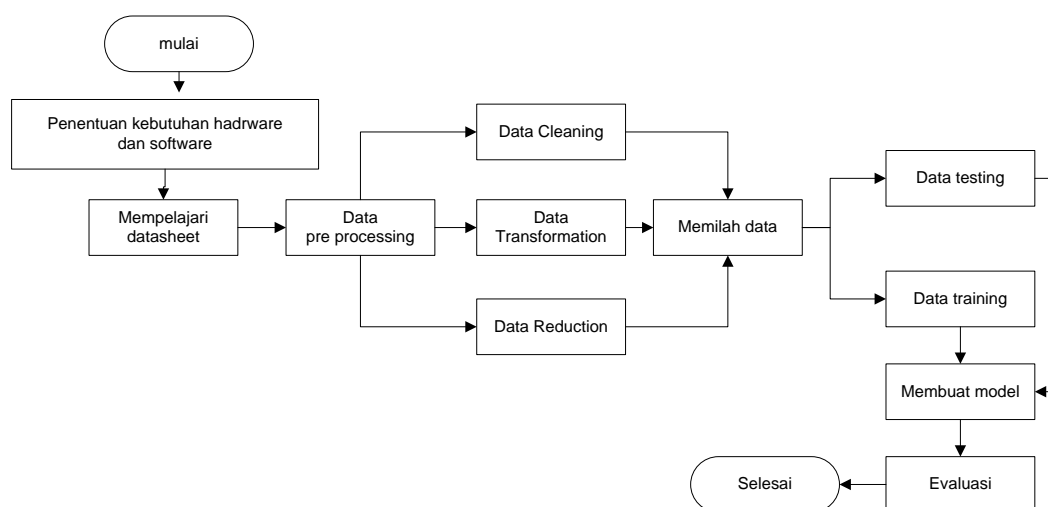 mulai
Penentuan kebutuhan hadrware
dan software
Mempelajari
datasheet
Data
pre processing
Data Cleaning
Data
Transformation
Data Reduction
Memilah data
Data testing
Data training
Membuat model
Evaluasi
Selesai